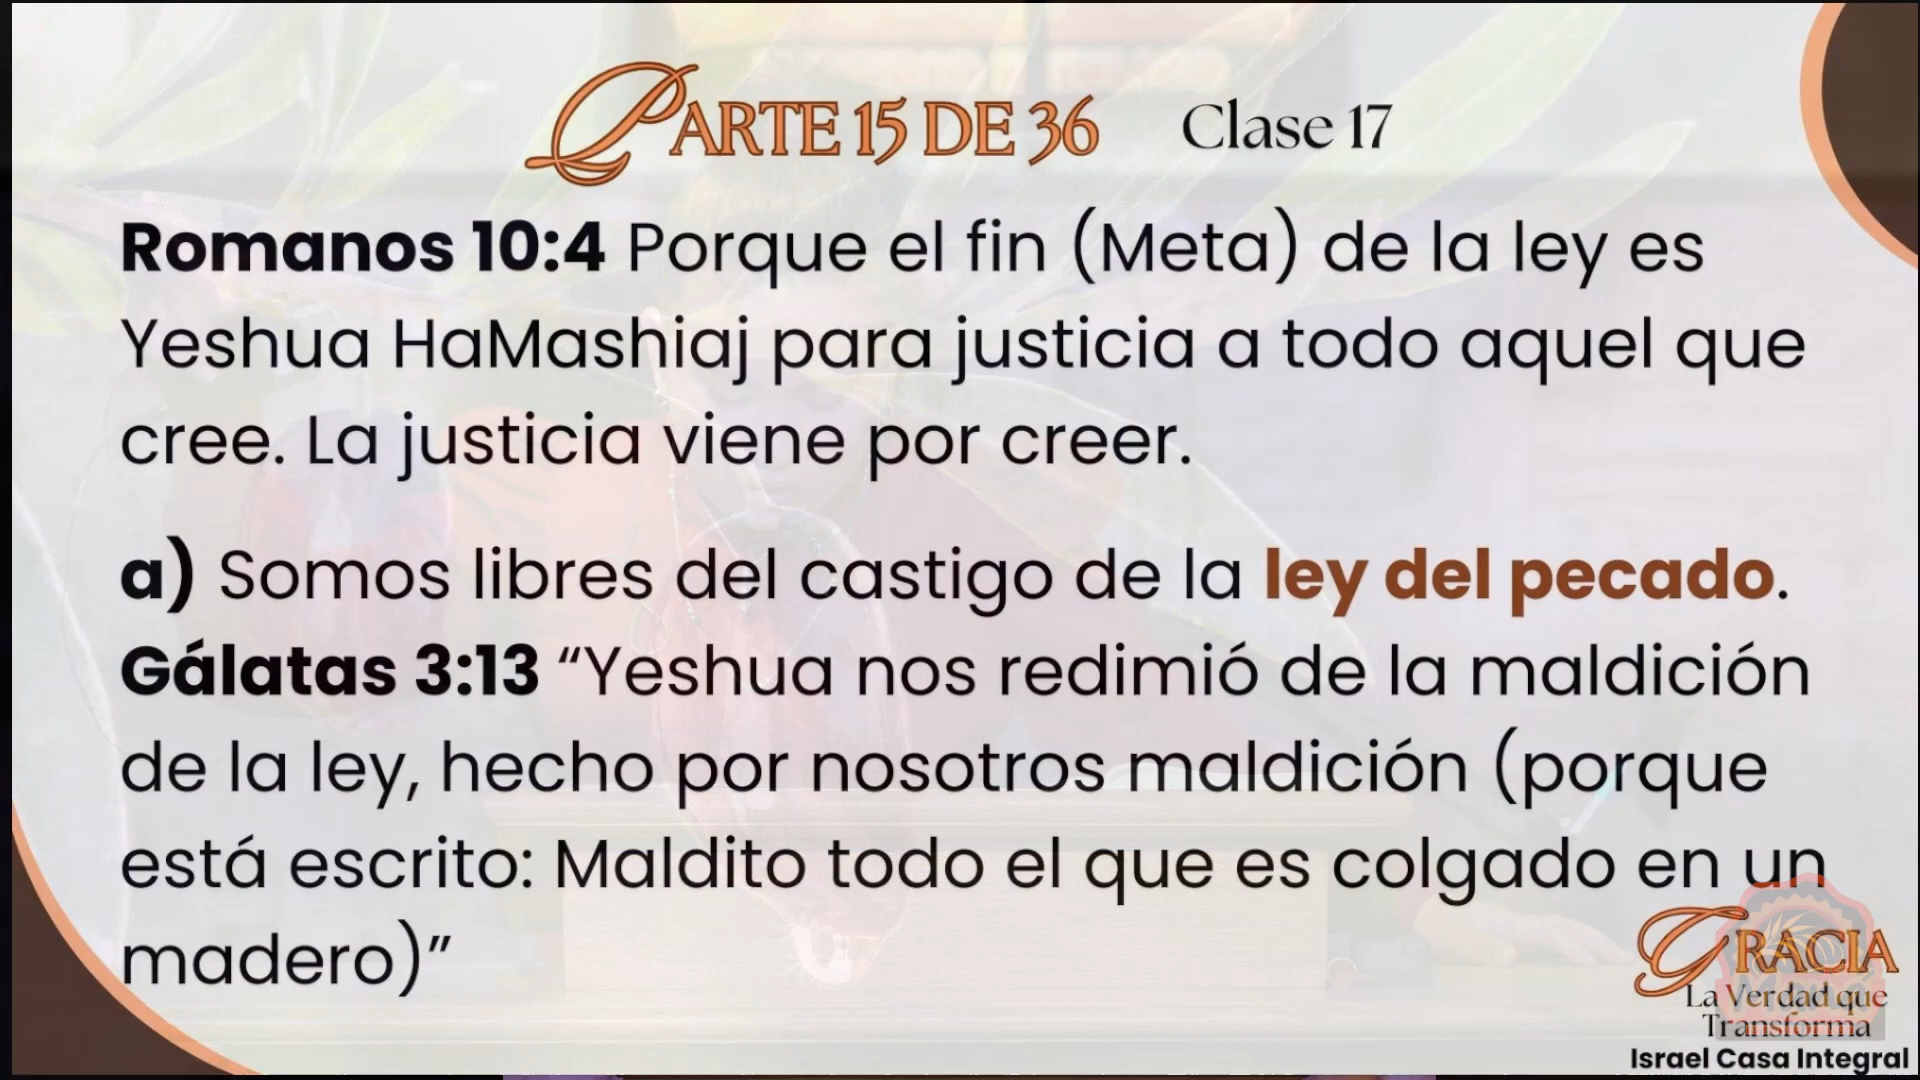 PARTE 15 DE 36 Clase 17
Romanos 10:4 Porque el fin (Meta) de la ley es
Yeshua HaMashiaj para justicia a todo aquel que
cree. La justicia viene por creer.
a) Somos libres del castigo de la ley del pecado.
Gálatas 3:13 “Yeshua nos redimió de la maldición
de la ley, hecho por nosotros maldición (porque
está escrito: Maldito todo el que es colgado en un
madero)”
GRACIA
La Verdad que
Transforma
Israel Casa Integral